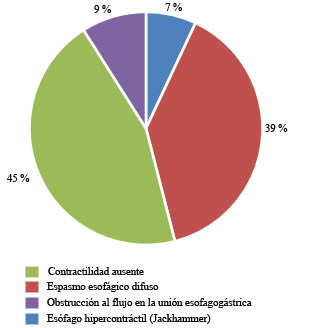 9 %
7 %
39 %
45 %
Contractilidad ausente
Espasmo esofágico difuso
Obstrucción al flujo en la unión esofagogástrica
Esófago hipercontráctil (Jackhammer)